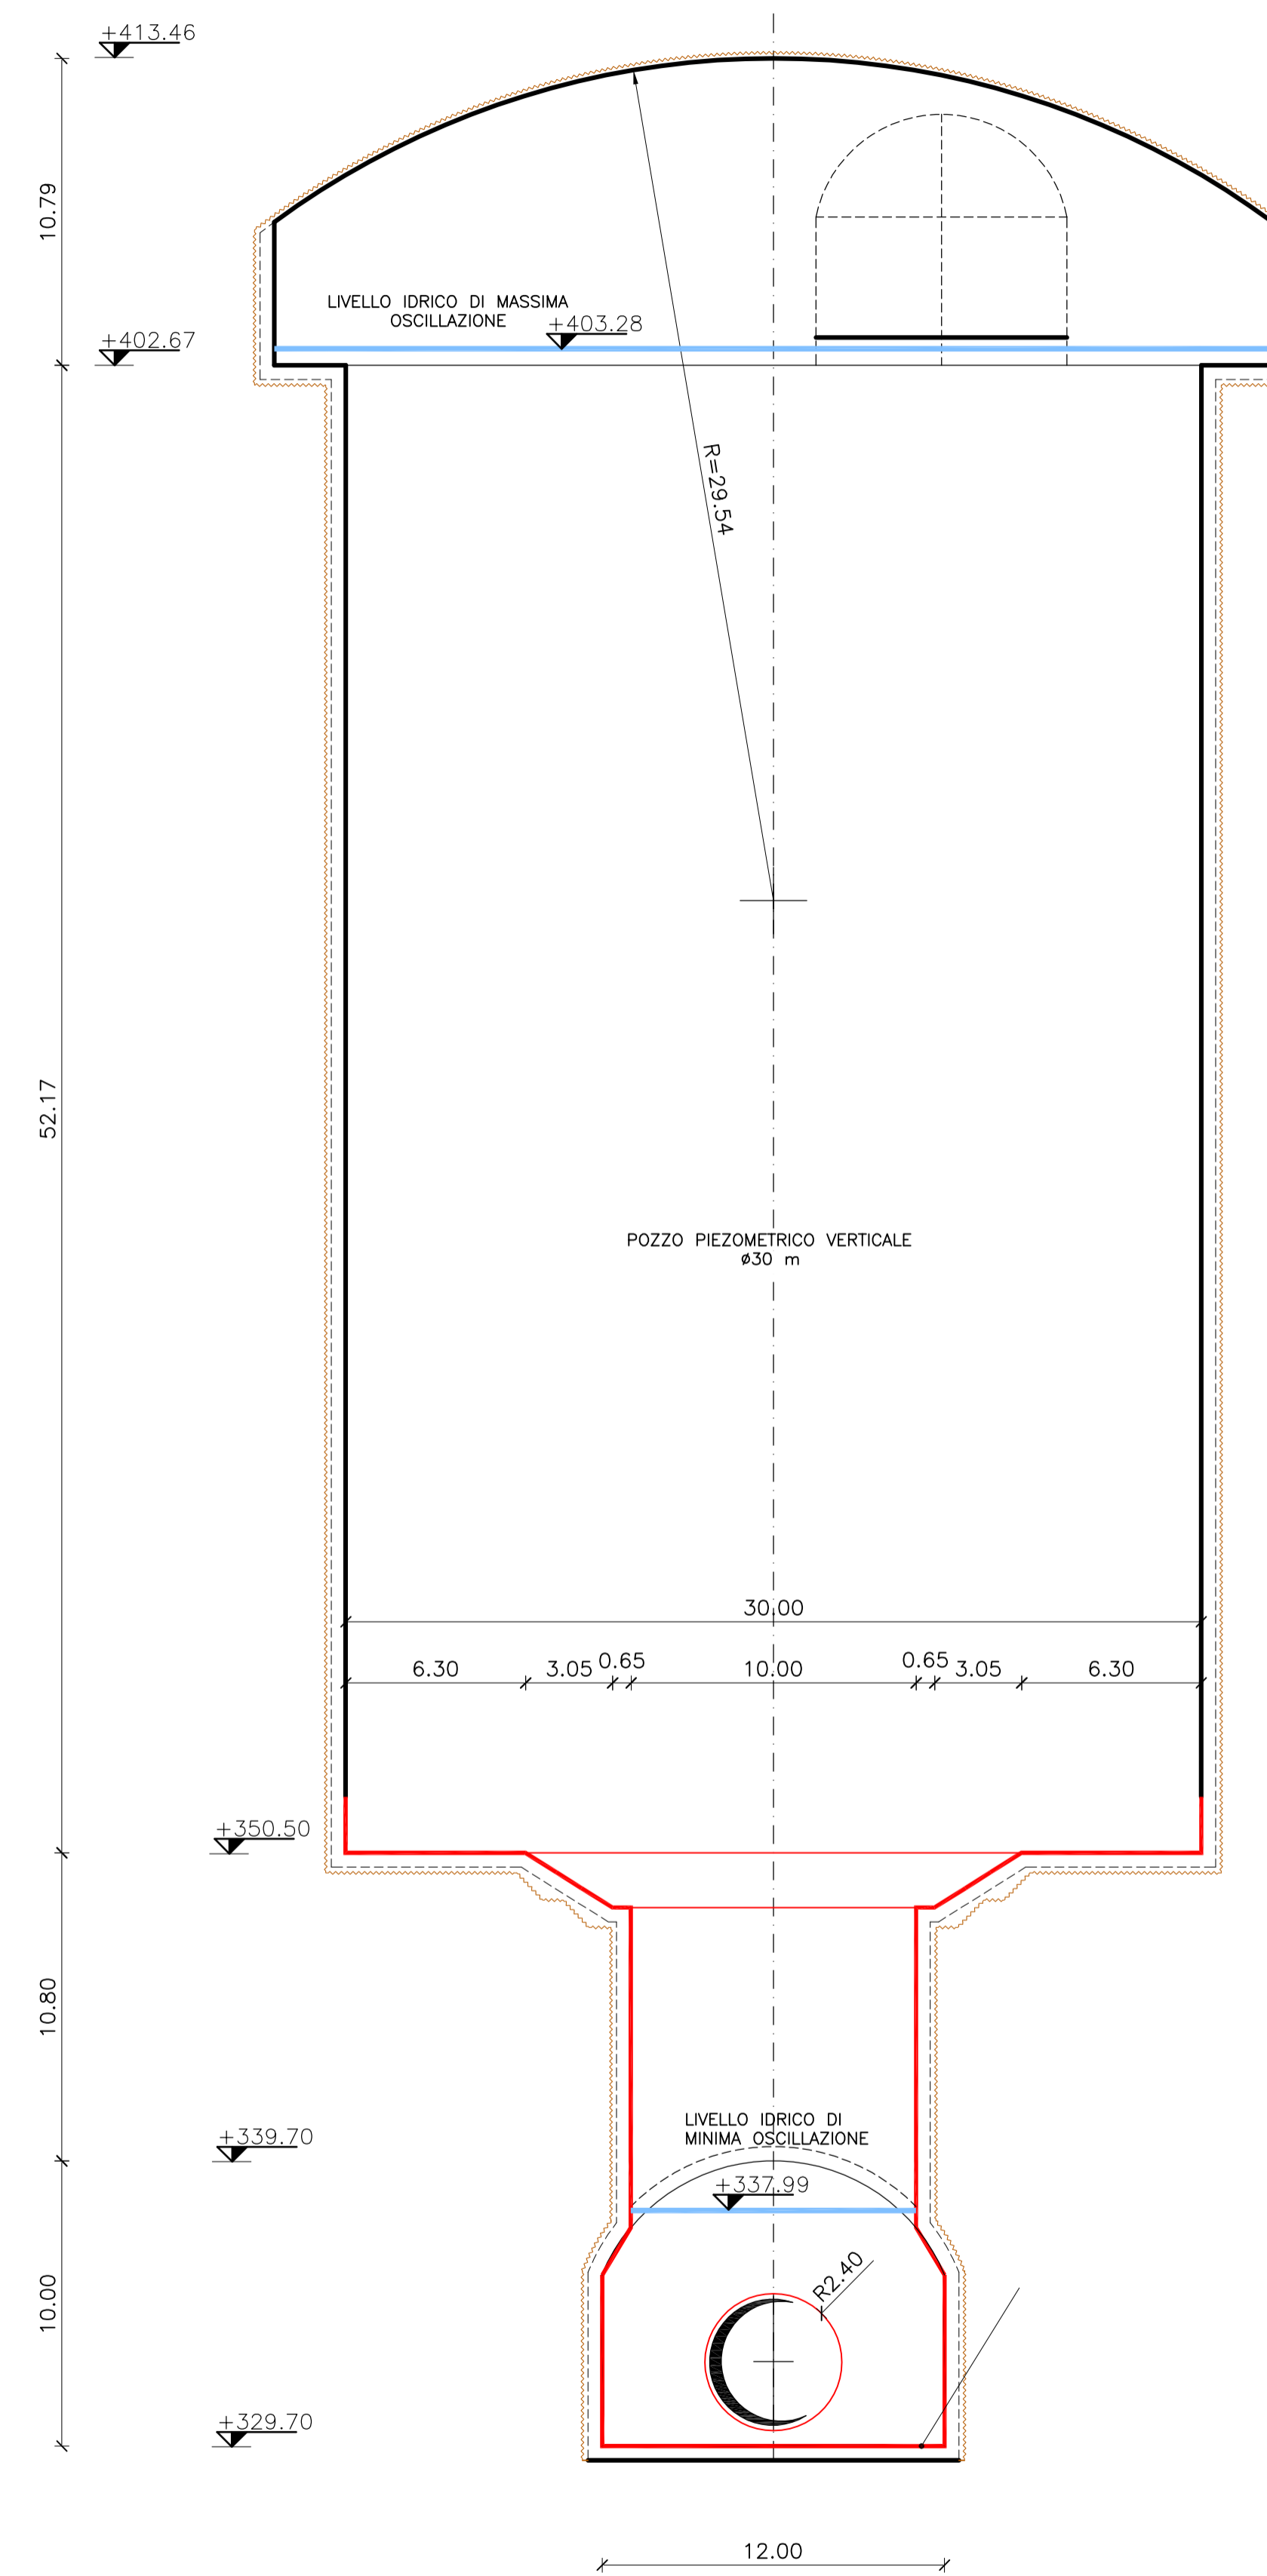 +413.46
10.79
LIVELLO IDRICO DI MASSIMA
OSCILLAZIONE
+403.28
+402.67
R=29.54
52.17
POZZO PIEZOMETRICO VERTICALE
ø30 m
30.00
6.30
3.05
0.65
10.00
0.65
3.05
6.30
+350.50
10.80
LIVELLO IDRICO DI
MINIMA OSCILLAZIONE
+339.70
+337.99
R2.40
10.00
+329.70
12.00